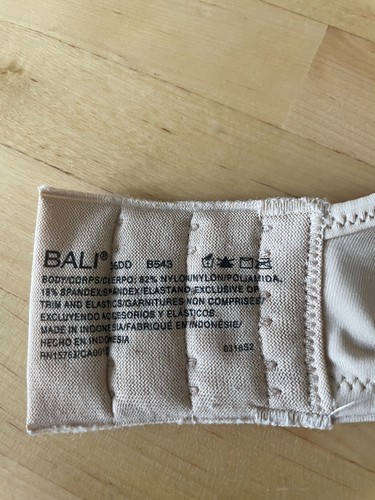 BALI® 36DD B543
BODY/CORPS/CUERPO: 82% NYLON/NYLON/POLIAMIDA,
18% SPANDEX/SPANDEX/ELASTANO, EXCLUSIVE OF
TRIM AND ELASTICS/GARNITURES NON COMPRISES/
EXCLUYENDO ACCESORIOS Y ELÁSTICOS.
MADE IN INDONESIA/FABRIQUÉ EN INDONÉSIE/
HECHO EN INDONESIA
0316S2